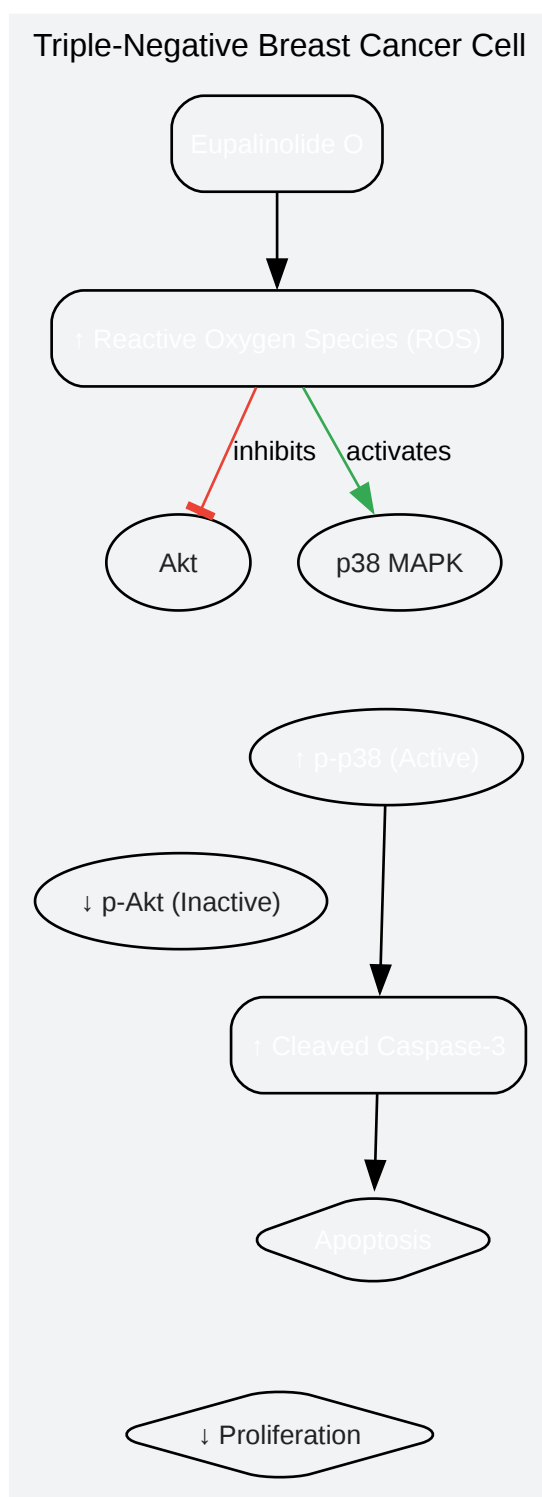 Triple-Negative Breast Cancer Cell
Eupalinolide O
↑ Reactive Oxygen Species (ROS)
inhibits
activates
Akt
p38 MAPK
↑ p-p38 (Active)
↓ p-Akt (Inactive)
↑ Cleaved Caspase-3
Apoptosis
↓ Proliferation